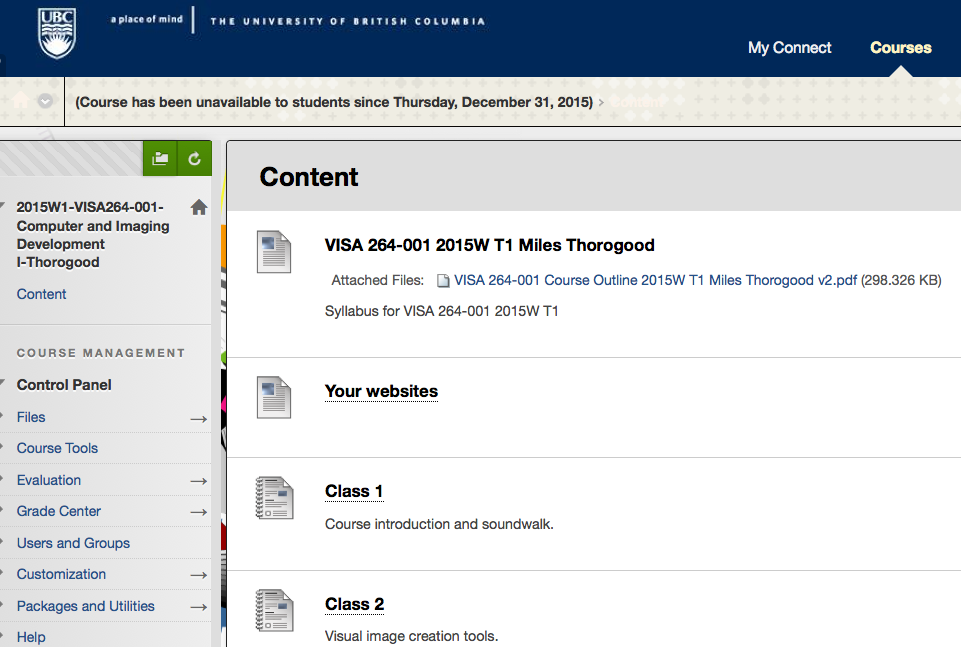 UBC
a place of mind
THE UNIVERSITY OF BRITISH COLUMBIA
My Connect
Courses
(Course has been unavailable to students since Thursday, December 31, 2015) >
2015W1-VISA264-001-
Computer and Imaging
Development
I-Thorogood
Content
COURSE MANAGEMENT
Control Panel
Files
Course Tools
Evaluation
Grade Center
Users and Groups
Customization
Packages and Utilities
Help
Content
VISA 264-001 2015W T1 Miles Thorogood
Attached Files: VISA 264-001 Course Outline 2015W T1 Miles Thorogood v2.pdf (298.326 KB)
Syllabus for VISA 264-001 2015W T1
Your websites
Class 1
Course introduction and soundwalk.
Class 2
Visual image creation tools.